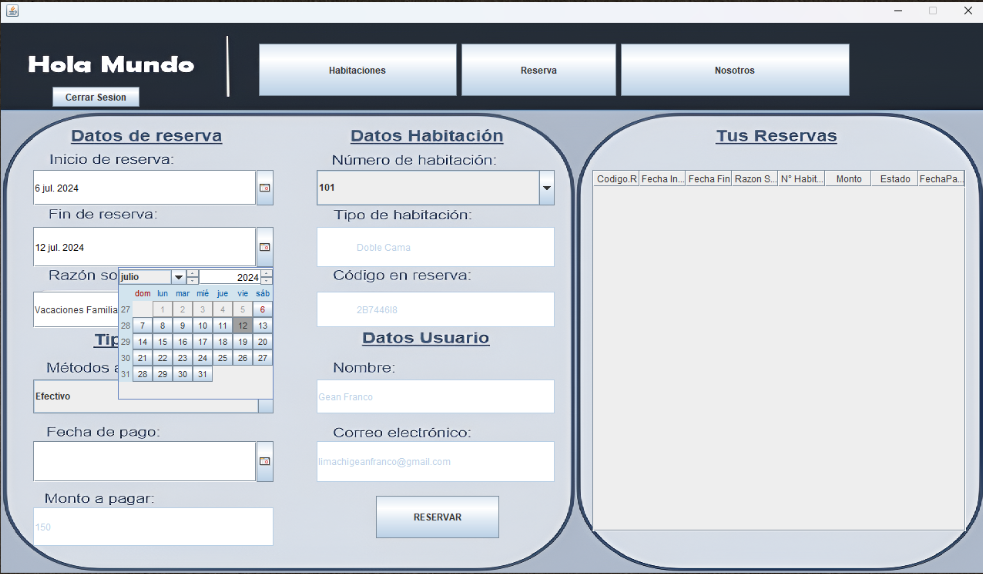 Hola Mundo
Cerrar Sesion
Habitaciones
Reserva
Nosotros
Datos de reserva
Inicio de reserva:
6 jul. 2024
Fin de reserva:
12 jul. 2024
Razón so
Vacaciones Familia
Tip
Métodos
Efectivo
Fecha de pago:
Monto a pagar:
150
julio 2024
dom lun mar mié jue vie sáb
27 1 2 3 4 5 6
28 7 8 9 10 11 12 13
29 14 15 16 17 18 19 20
30 21 22 23 24 25 26 27
31 28 29 30 31
Datos Habitación
Número de habitación:
101
Tipo de habitación:
Doble Cama
Código en reserva:
2B7446I8
Datos Usuario
Nombre:
Gean Franco
Correo electrónico:
limachigeanfranco@gmail.com
RESERVAR
Tus Reservas
Codigo.R Fecha In... Fecha Fin Razon S... N° Habit... Monto Estado FechaPa...